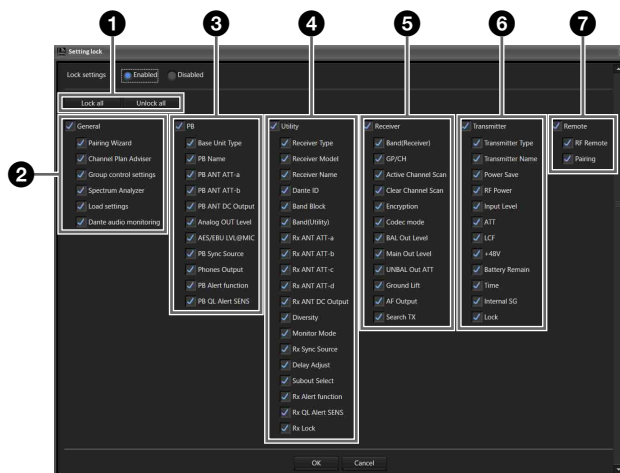 1
3
4
5
6
7
Setting lock
Lock settings
Enabled
Disabled
Lock all
Unlock all
2
General
Pairing Wizard
Channel Plan Adviser
Group control settings
Spectrum Analyzer
Load settings
Dante audio monitoring
PB
Base Unit Type
PB Name
PB ANT ATT-a
PB ANT ATT-b
PB ANT DC Output
Analog OUT Level
AES/EBU LVL@MIC
PB Sync Source
Phones Output
PB Alert function
PB QL Alert SENS
Utility
Receiver Type
Receiver Model
Receiver Name
Dante ID
Band Block
Band(Utility)
Rx ANT ATT-a
Rx ANT ATT-b
Rx ANT ATT-c
Rx ANT ATT-d
Rx ANT DC Output
Diversity
Monitor Mode
Rx Sync Source
Delay Adjust
Subout Select
Rx Alert function
Rx QL Alert SENS
Rx Lock
Receiver
Band(Receiver)
GP/CH
Active Channel Scan
Clear Channel Scan
Encryption
Codec mode
BAL Out Level
Main Out Level
UNBAL Out ATT
Ground Lift
AF Output
Search TX
Transmitter
Transmitter Type
Transmitter Name
Power Save
RF Power
Input Level
ATT
LCF
+48V
Battery Remain
Time
Internal SG
Lock
Remote
RF Remote
Pairing
OK
Cancel